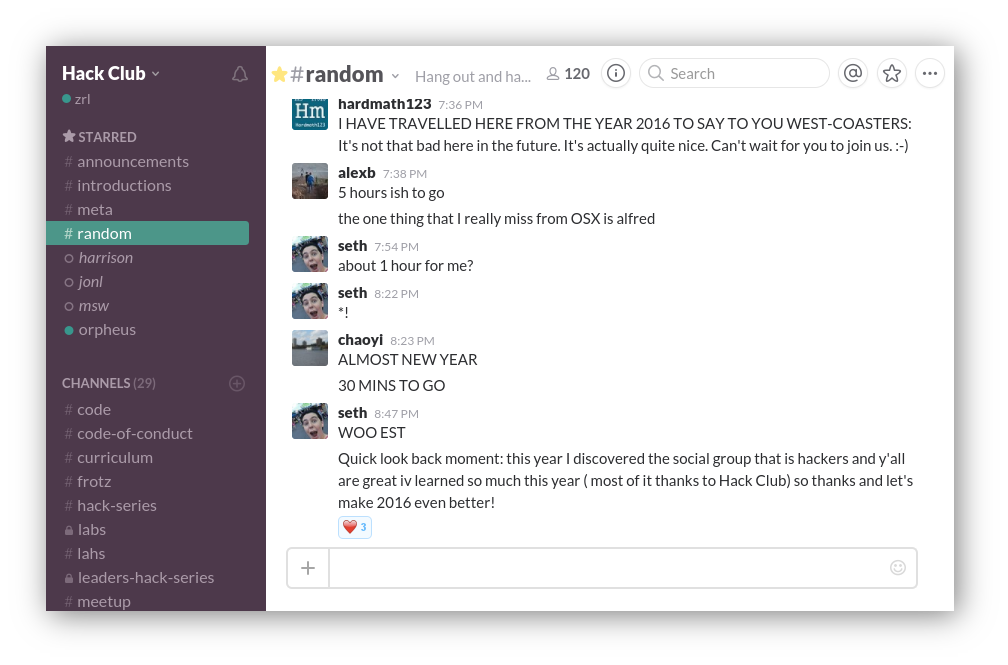 Hack Club
zrl
STARRED
# announcements
# introductions
# meta
# random
harrison
jonl
msw
orpheus
CHANNELS (29)
# code
# code-of-conduct
# curriculum
# frotz
# hack-series
labs
# lahs
leaders-hack-series
# meetup
#random
Hang out and ha...
120
Search
Hm
Hardmath123
hardmath123 7:36 PM
I HAVE TRAVELLED HERE FROM THE YEAR 2016 TO SAY TO YOU WEST-COASTERS:
It's not that bad here in the future. It's actually quite nice. Can't wait for you to join us. :-)
alexb 7:38 PM
5 hours ish to go
the one thing that I really miss from OSX is alfred
seth 7:54 PM
about 1 hour for me?
seth 8:22 PM
*!
chaoyi 8:23 PM
ALMOST NEW YEAR
30 MINS TO GO
seth 8:47 PM
WOO EST
Quick look back moment: this year I discovered the social group that is hackers and y'all
are great iv learned so much this year ( most of it thanks to Hack Club) so thanks and let's
make 2016 even better!
❤️ 3